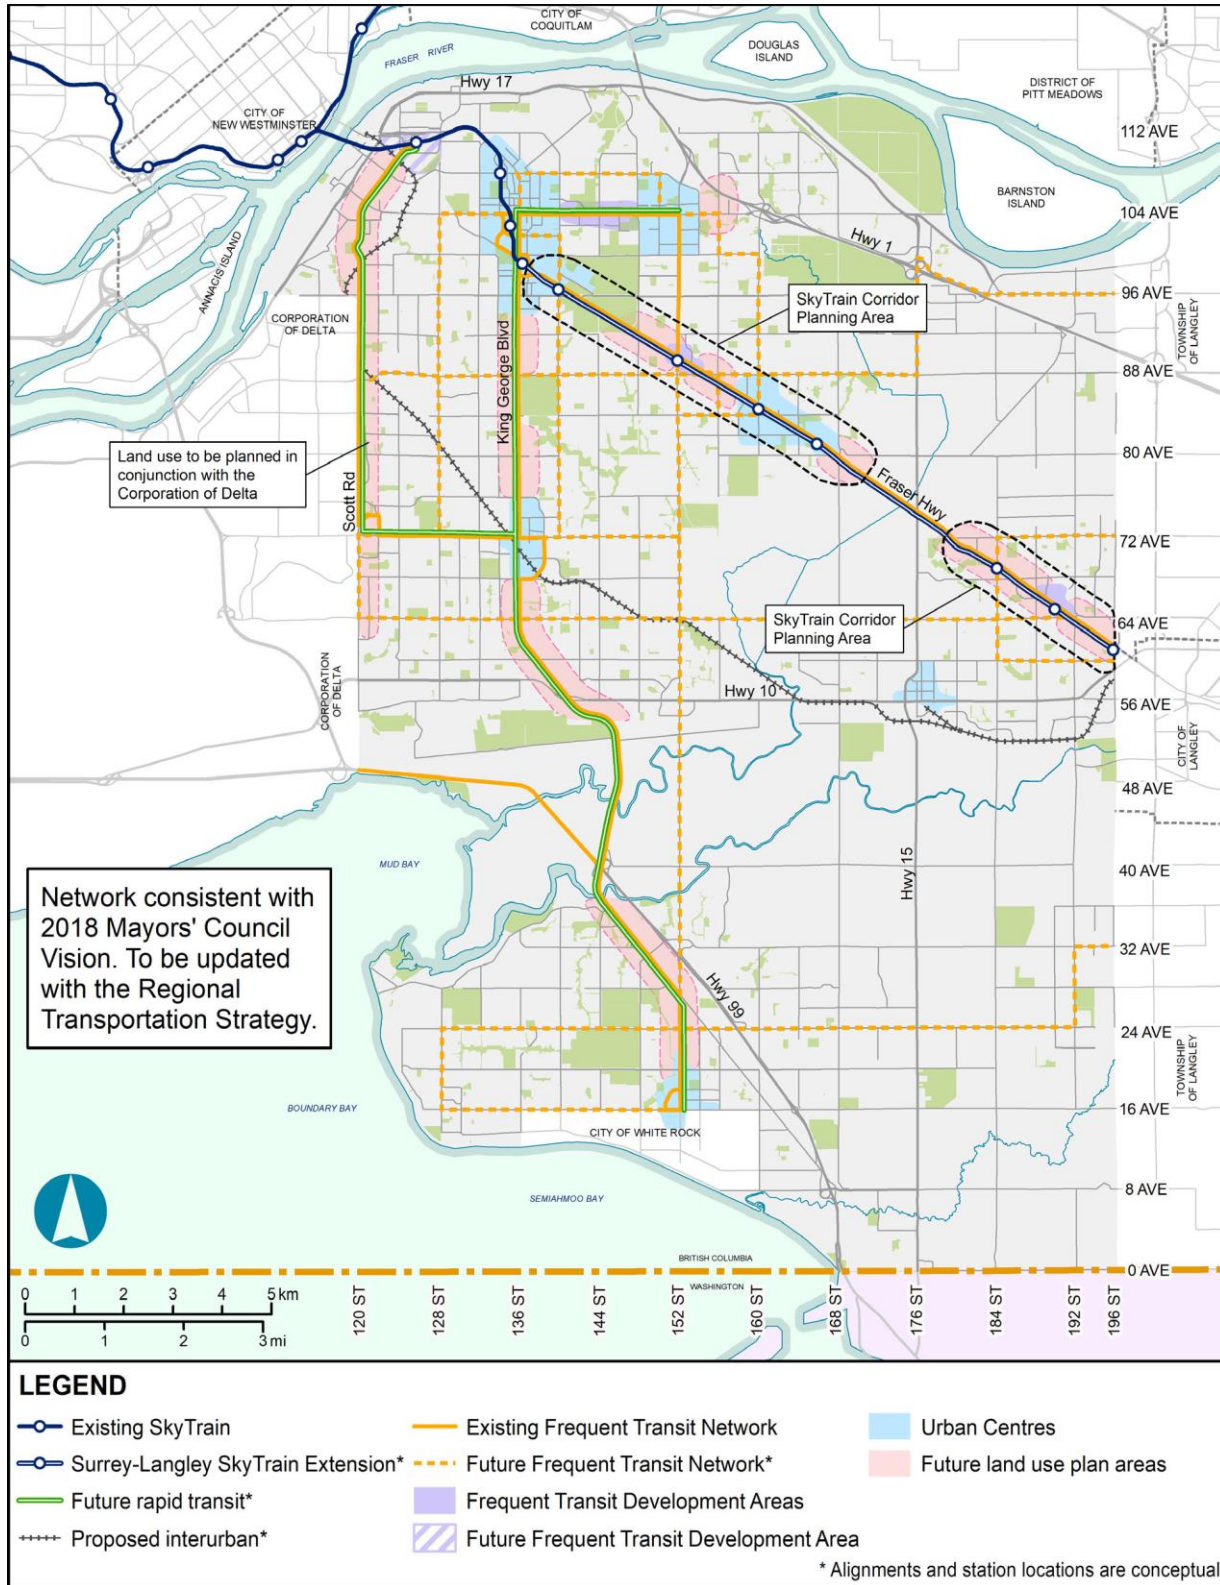 CITY OF
COQUITLAM
DOUGLAS
ISLAND
FRASER RIVER
Hwy 17
DISTRICT OF
PITT MEADOWS
CITY OF
NEW WESTMINSTER
112 AVE
BARNSTON
ISLAND
104 AVE
Hwy 1
ANNACIS ISLAND
CORPORATION
OF DELTA
SkyTrain Corridor
Planning Area
96 AVE
TOWNSHIP
OF LANGLEY
88 AVE
King George Blvd
Land use to be planned in
conjunction with the
Corporation of Delta
80 AVE
Scott Rd
Fraser Hwy
72 AVE
SkyTrain Corridor
Planning Area
64 AVE
CORPORATION
OF DELTA
Hwy 10
56 AVE
CITY OF
LANGLEY
48 AVE
MUD BAY
Hwy 15
40 AVE
Network consistent with
2018 Mayors' Council
Vision. To be updated
with the Regional
Transportation Strategy.
32 AVE
Hwy 99
24 AVE
TOWNSHIP
OF LANGLEY
BOUNDARY BAY
16 AVE
CITY OF WHITE ROCK
8 AVE
SEMIAHMOO BAY
BRITISH COLUMBIA
0 AVE
WASHINGTON
0 1 2 3 4 5 km
0 1 2 3 mi
120 ST
128 ST
136 ST
144 ST
152 ST
160 ST
168 ST
176 ST
184 ST
192 ST
196 ST
LEGEND
Existing SkyTrain
Existing Frequent Transit Network
Urban Centres
Surrey-Langley SkyTrain Extension*
Future Frequent Transit Network*
Future land use plan areas
Future rapid transit*
Frequent Transit Development Areas
Proposed interurban*
Future Frequent Transit Development Area
* Alignments and station locations are conceptual